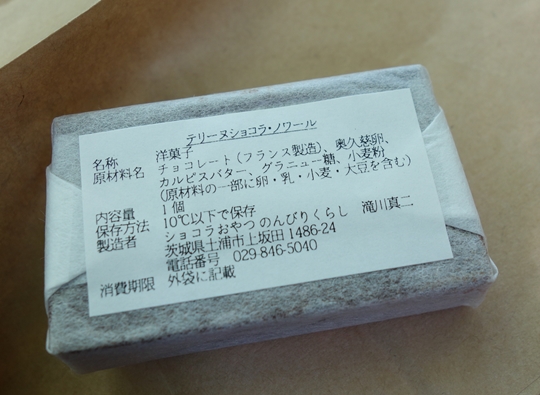 テリーヌショコラ・ノワール
名称 洋菓子
原材料名 チョコレート(フランス製造)、奥久慈卵、
カルピスバター、グラニュー糖、小麦粉
(原材料の一部に卵・乳・小麦・大豆を含む)
内容量 1個
保存方法 10℃以下で保存
製造者 ショコラおやつ のんびりくらし 滝川真二
茨城県土浦市上坂田1486-24
電話番号 029-846-5040
消費期限 外袋に記載